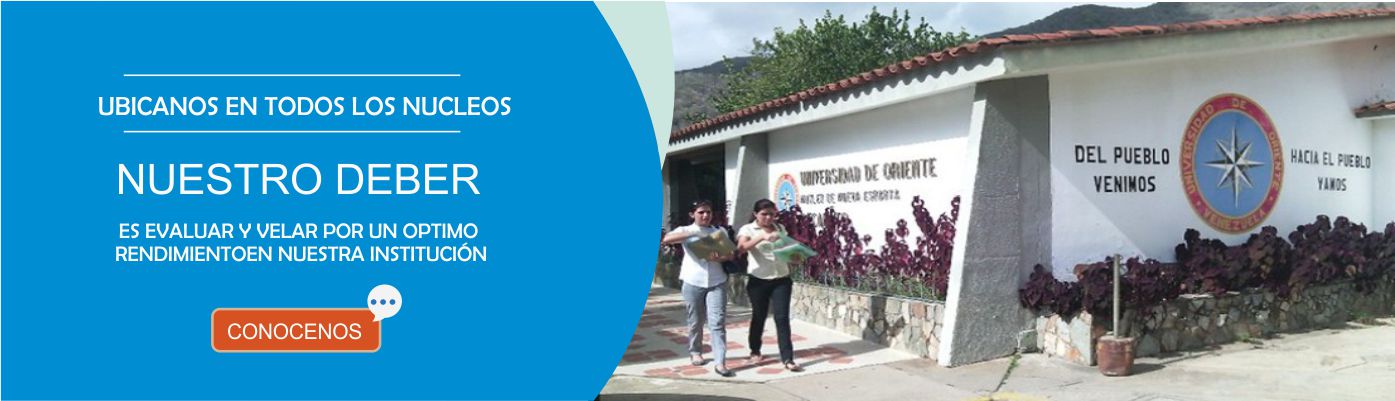 UBICANOS EN TODOS LOS NUCLEOS
NUESTRO DEBER
ES EVALUAR Y VELAR POR UN OPTIMO
RENDIMIENTOEN NUESTRA INSTITUCIÓN
CONOCENOS
UNIVERSIDAD DE ORIENTE
NUCLEO DE NUEVA ESPARTA
DEL PUEBLO
VENIMOS
UNIVERSIDAD DE ORIENTE
VENEZUELA
HACIA EL PUEBLO
VAMOS